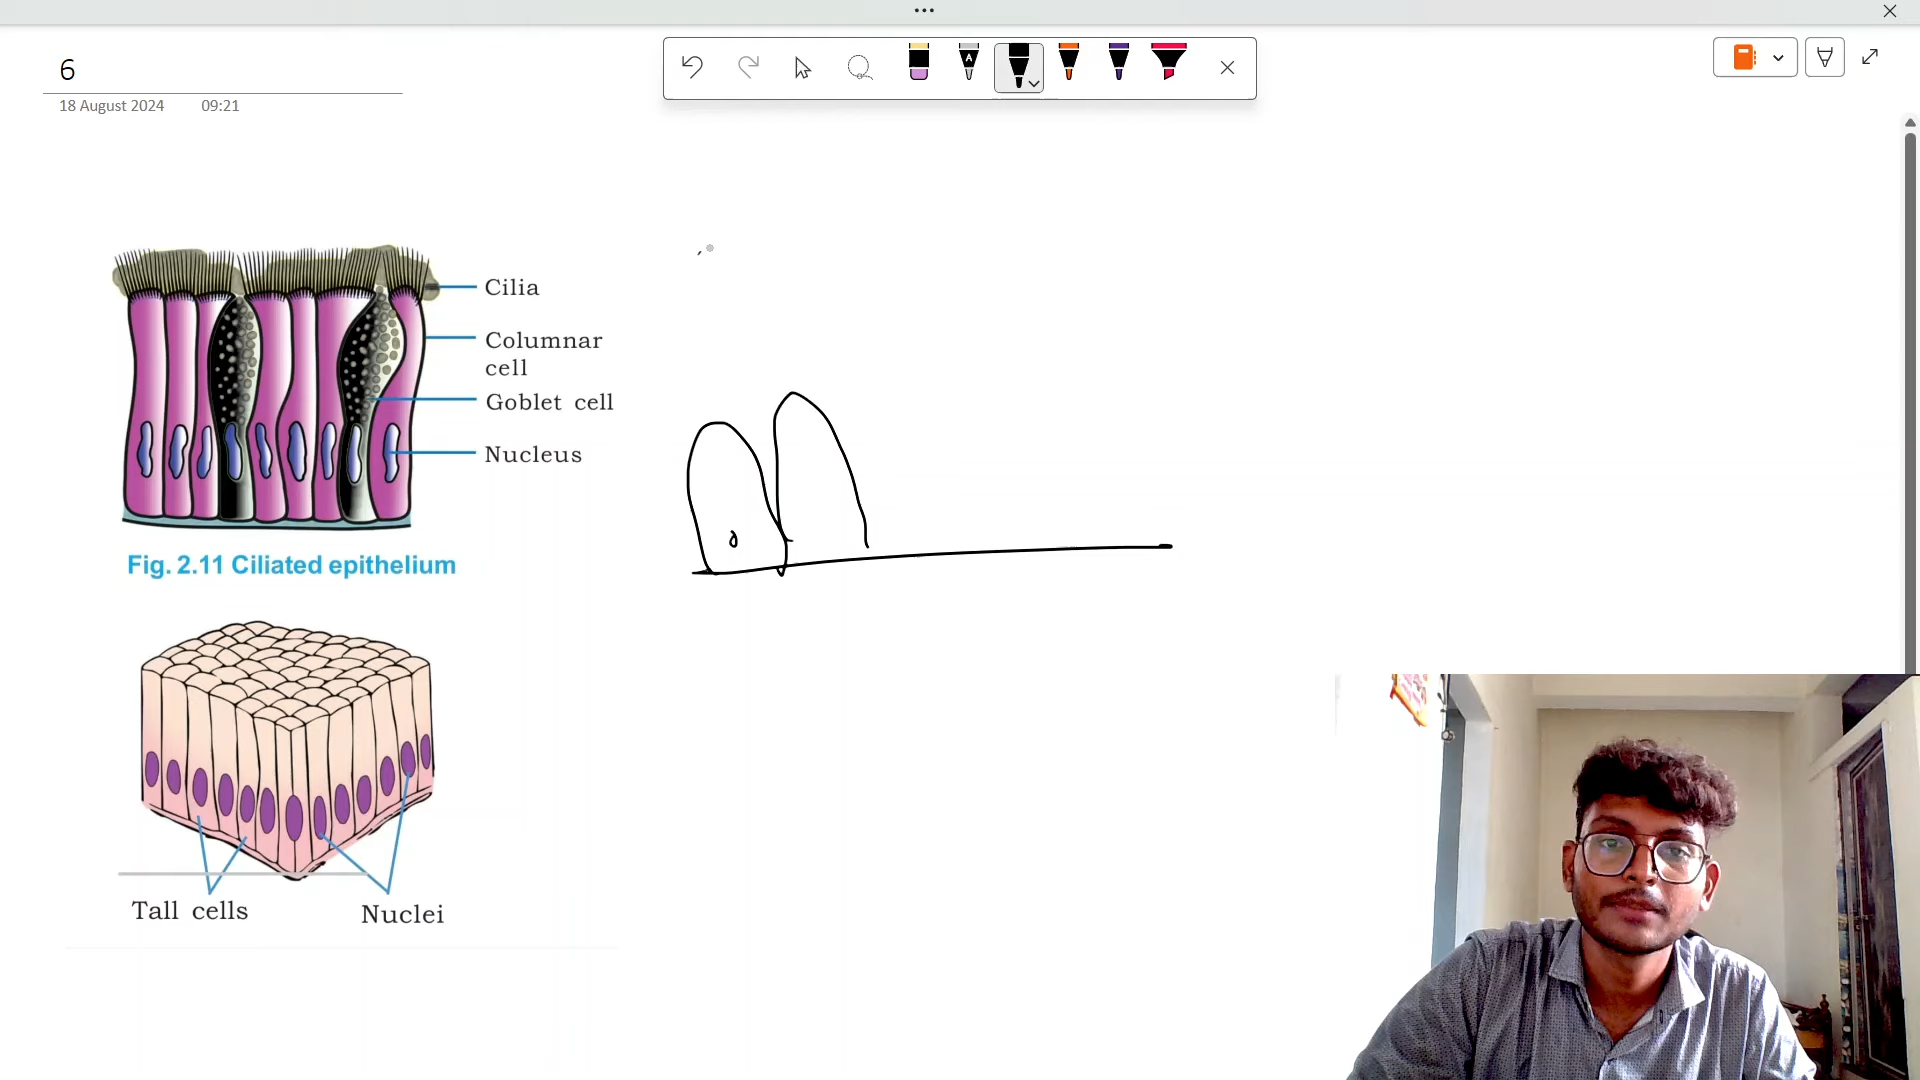 6
18 August 2024 09:21
A
Cilia
Columnar
cell
Goblet cell
Nucleus
Fig. 2.11 Ciliated epithelium
Tall cells
Nuclei